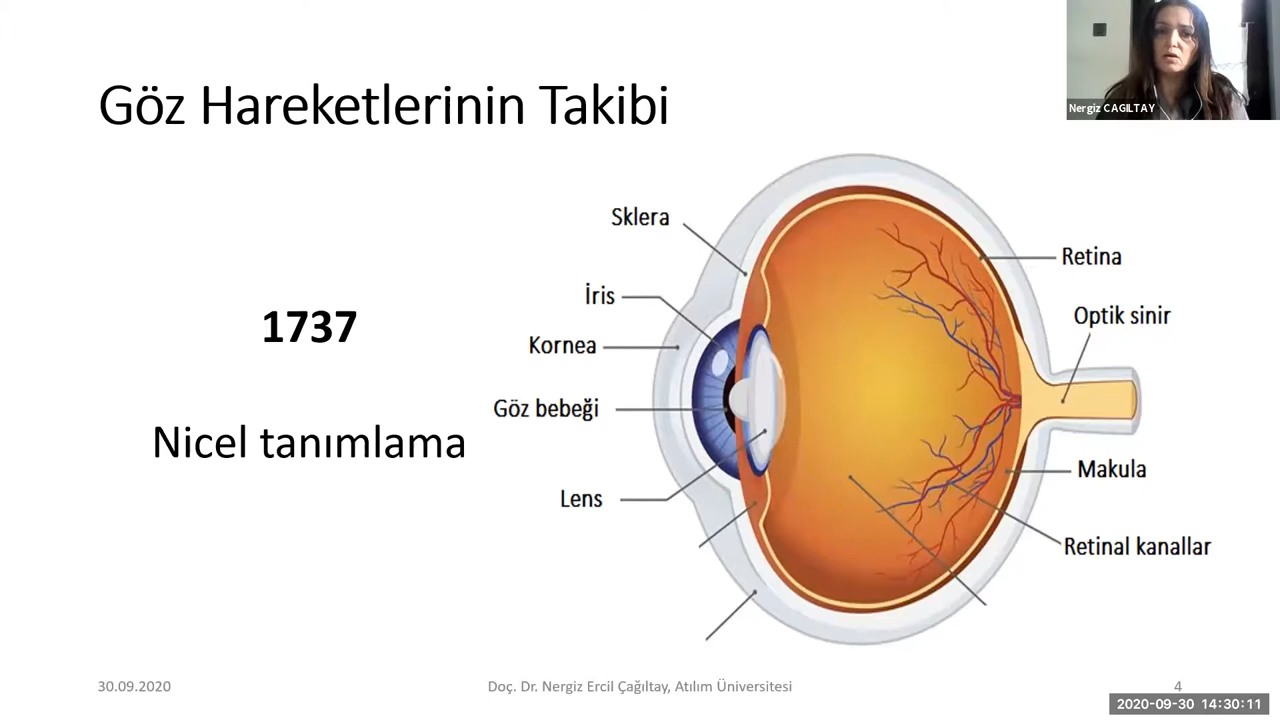 Nergiz CAGILTAY
Göz Hareketlerinin Takibi
Sklera
Retina
İris
Optik sinir
1737
Kornea
Göz bebeği
Nicel tanımlama
Makula
Lens
Retinal kanallar
30.09.2020
Doç. Dr. Nergiz Ercil Çağıltay, Atılım Üniversitesi
4
2020-09-30 14:30:11